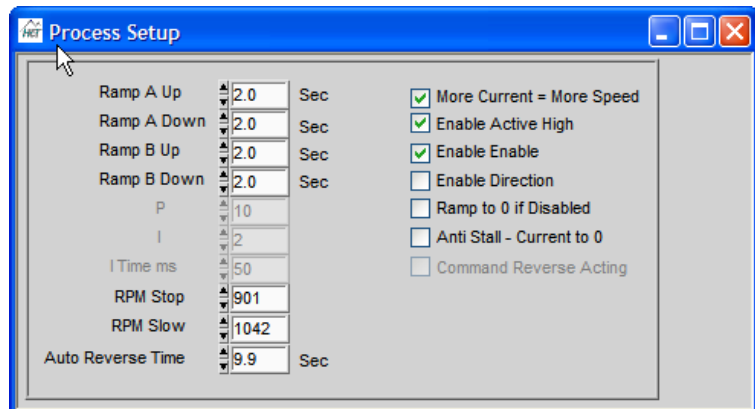 HCT Process Setup
Ramp A Up 2.0 Sec
Ramp A Down 2.0 Sec
Ramp B Up 2.0 Sec
Ramp B Down 2.0 Sec
P 10
I 2
I Time ms 50
RPM Stop 901
RPM Slow 1042
Auto Reverse Time 9.9 Sec
More Current = More Speed
Enable Active High
Enable Enable
Enable Direction
Ramp to 0 if Disabled
Anti Stall - Current to 0
Command Reverse Acting